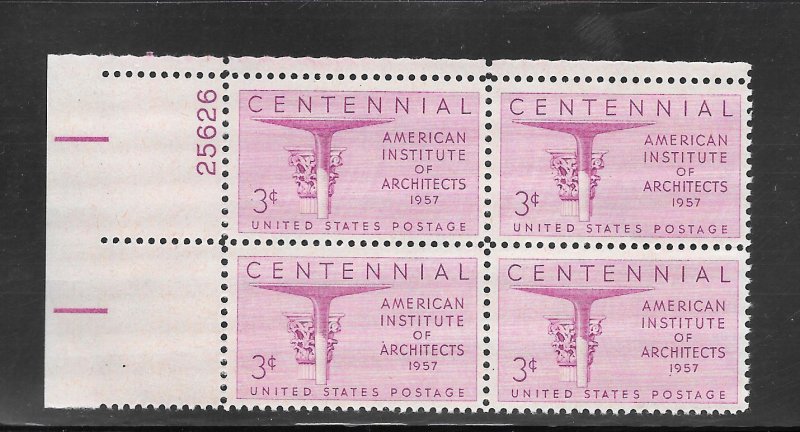 25626
CENTENNIAL
AMERICAN
INSTITUTE
OF
ARCHITECTS
1957
3¢
UNITED STATES POSTAGE
CENTENNIAL
AMERICAN
INSTITUTE
OF
ARCHITECTS
1957
3¢
UNITED STATES POSTAGE
CENTENNIAL
AMERICAN
INSTITUTE
OF
ARCHITECTS
1957
3¢
UNITED STATES POSTAGE
CENTENNIAL
AMERICAN
INSTITUTE
OF
ARCHITECTS
1957
3¢
UNITED STATES POSTAGE